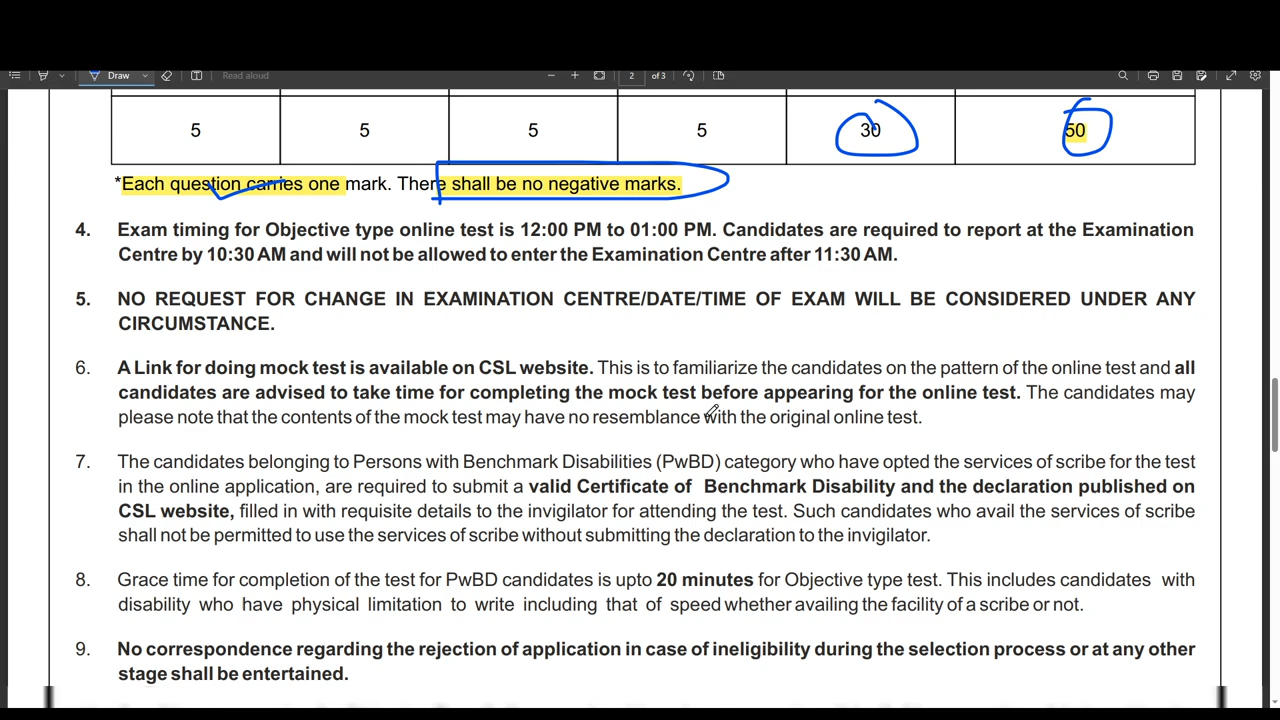 Draw
Read aloud
2 of 3
5 5 5 5 30 50
*Each question carries one mark. There shall be no negative marks.
4. Exam timing for Objective type online test is 12:00 PM to 01:00 PM. Candidates are required to report at the Examination
Centre by 10:30 AM and will not be allowed to enter the Examination Centre after 11:30 AM.
5. NO REQUEST FOR CHANGE IN EXAMINATION CENTRE/DATE/TIME OF EXAM WILL BE CONSIDERED UNDER ANY
CIRCUMSTANCE.
6. A Link for doing mock test is available on CSL website. This is to familiarize the candidates on the pattern of the online test and all
candidates are advised to take time for completing the mock test before appearing for the online test. The candidates may
please note that the contents of the mock test may have no resemblance with the original online test.
7. The candidates belonging to Persons with Benchmark Disabilities (PwBD) category who have opted the services of scribe for the test
in the online application, are required to submit a valid Certificate of Benchmark Disability and the declaration published on
CSL website, filled in with requisite details to the invigilator for attending the test. Such candidates who avail the services of scribe
shall not be permitted to use the services of scribe without submitting the declaration to the invigilator.
8. Grace time for completion of the test for PwBD candidates is upto 20 minutes for Objective type test. This includes candidates with
disability who have physical limitation to write including that of speed whether availing the facility of a scribe or not.
9. No correspondence regarding the rejection of application in case of ineligibility during the selection process or at any other
stage shall be entertained.